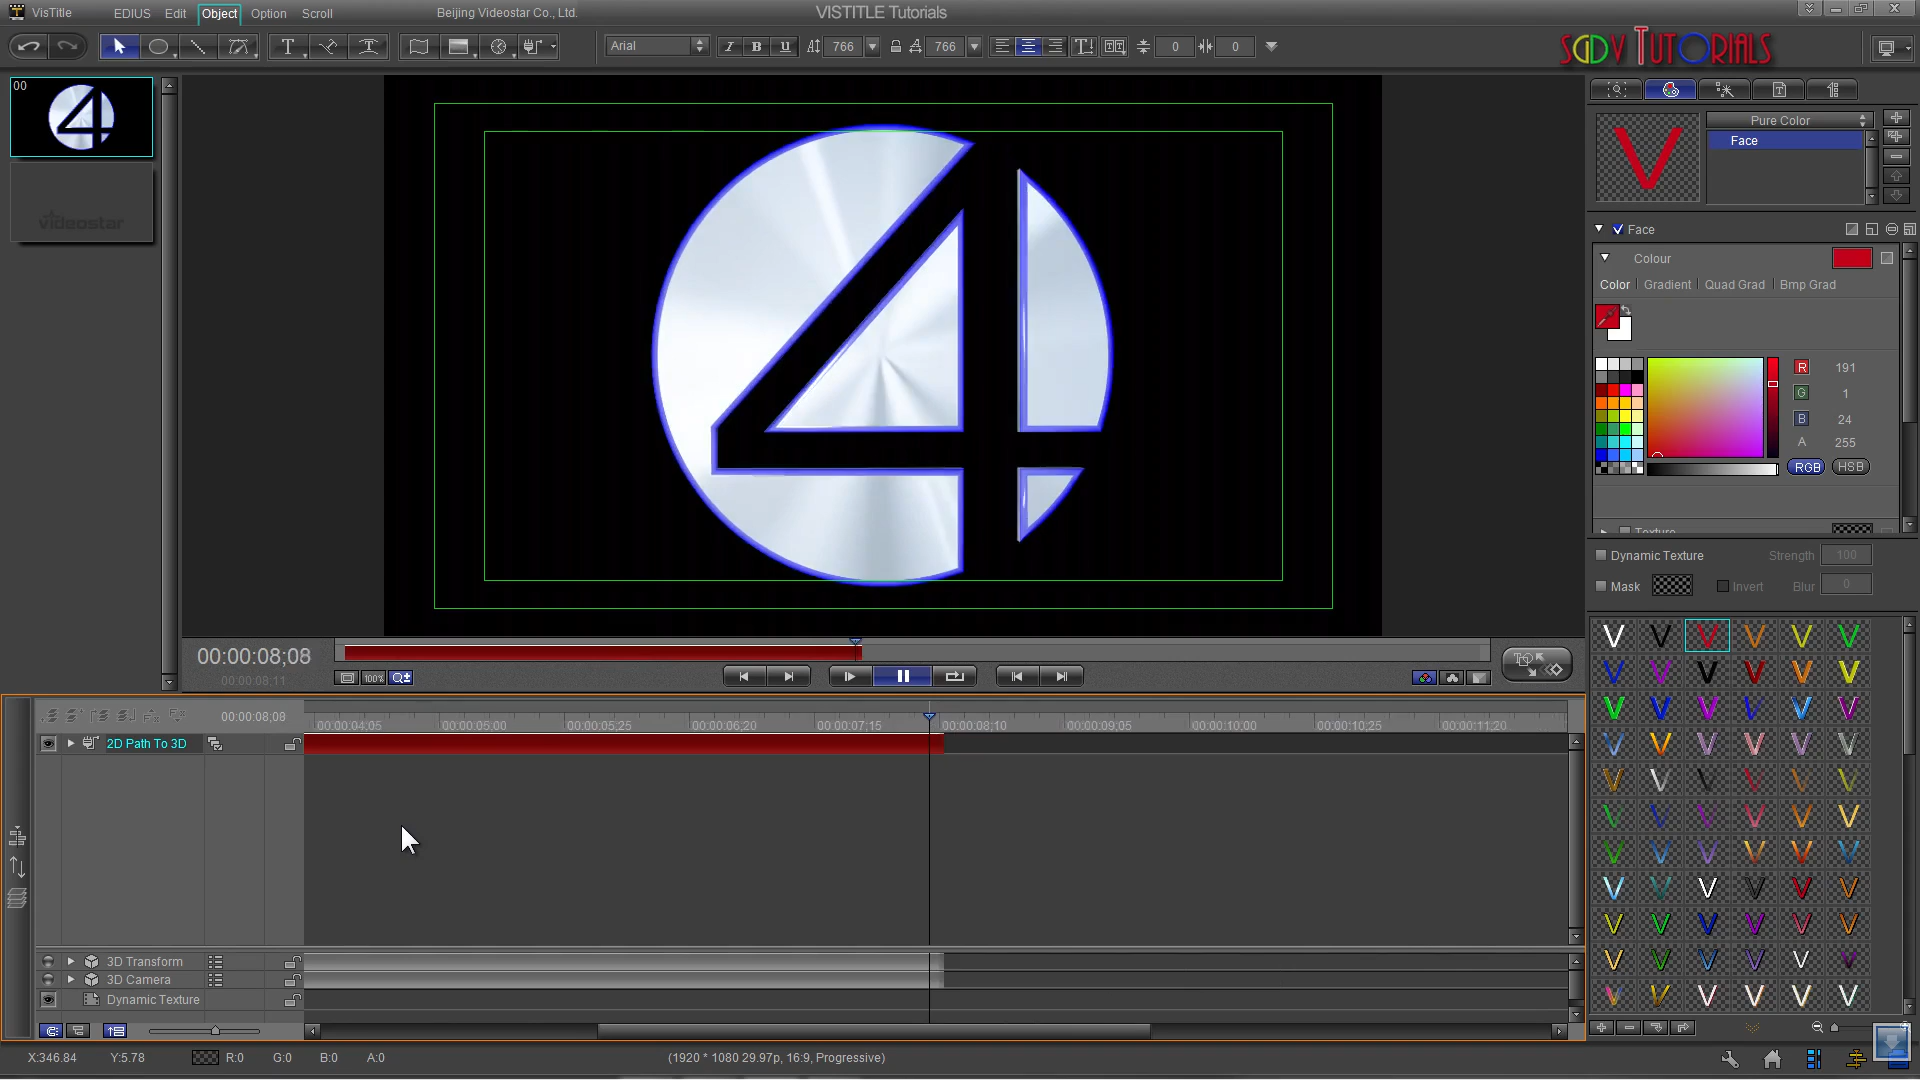 VisTitle EDIUS Edit Object Option Scroll Beijing Videostar Co., Ltd. VISTITLE Tutorials
Arial I B U 766 766 0 0
SGDV TUTORIALS
00
4
videostar
Pure Color
Face
V
Face
Colour
Color Gradient Quad Grad Bmp Grad
R 191
G 1
B 24
A 255
RGB HSB
Texture
Dynamic Texture Strength 100
Mask Invert Blur 0
00:00:08;08
00:00:08;11
100%
00:00:08;08
00:00:04;05 00:00:05;00 00:00:05;25 00:00:06;20 00:00:07;15 00:00:08;10 00:00:09;05 00:00:10;00 00:00:10;25 00:00:11;20
2D Path To 3D
3D Transform
3D Camera
Dynamic Texture
X:346.84 Y:5.78 R:0 G:0 B:0 A:0 (1920 * 1080 29.97p, 16:9, Progressive)